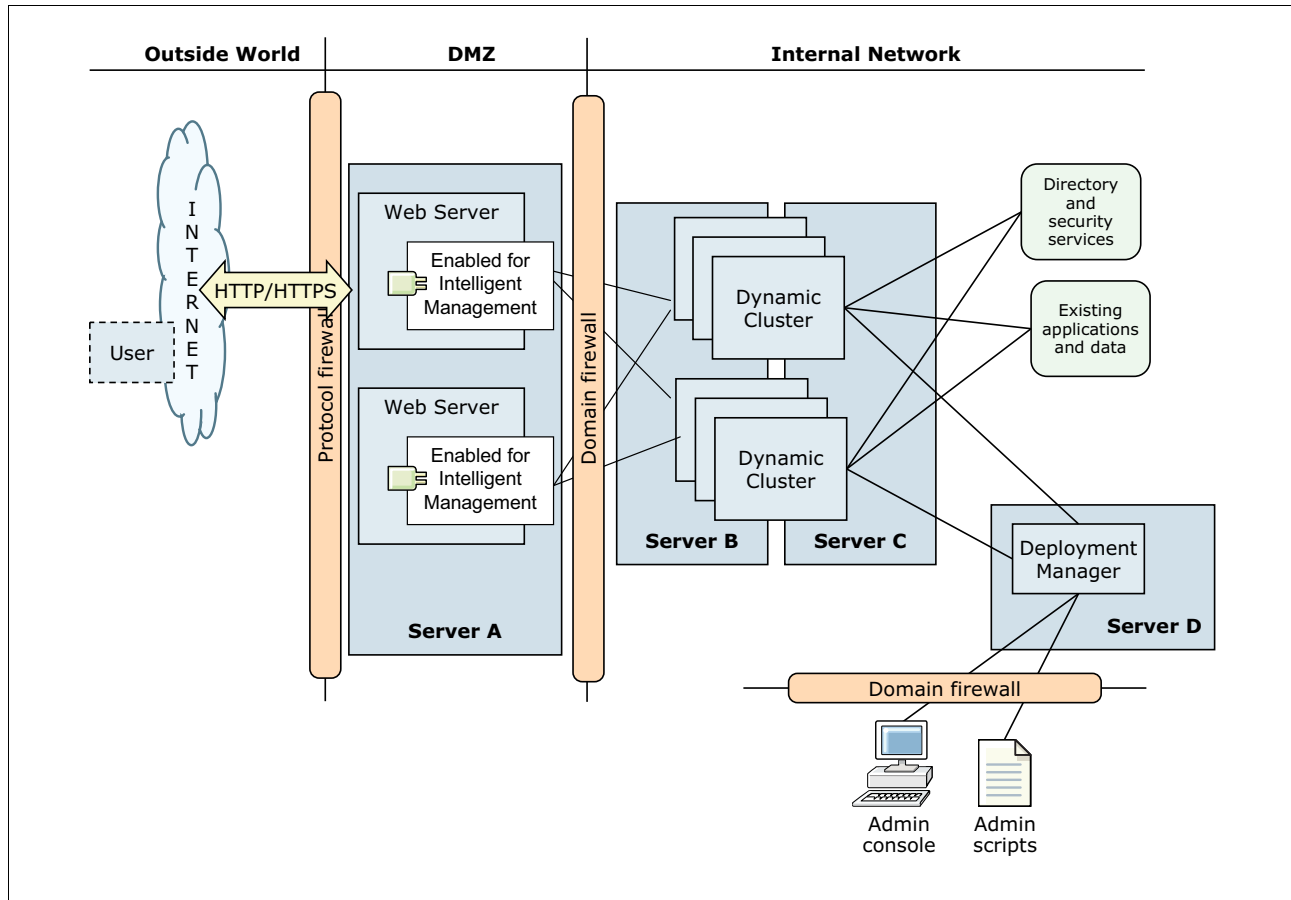 Outside World
DMZ
Internal Network
INTERNET
User
HTTP/HTTPS
Protocol firewall
Web Server
Enabled for
Intelligent
Management
Web Server
Enabled for
Intelligent
Management
Server A
Domain firewall
Dynamic
Cluster
Dynamic
Cluster
Server B
Server C
Directory
and
security
services
Existing
applications
and data
Deployment
Manager
Server D
Domain firewall
Admin
console
Admin
scripts